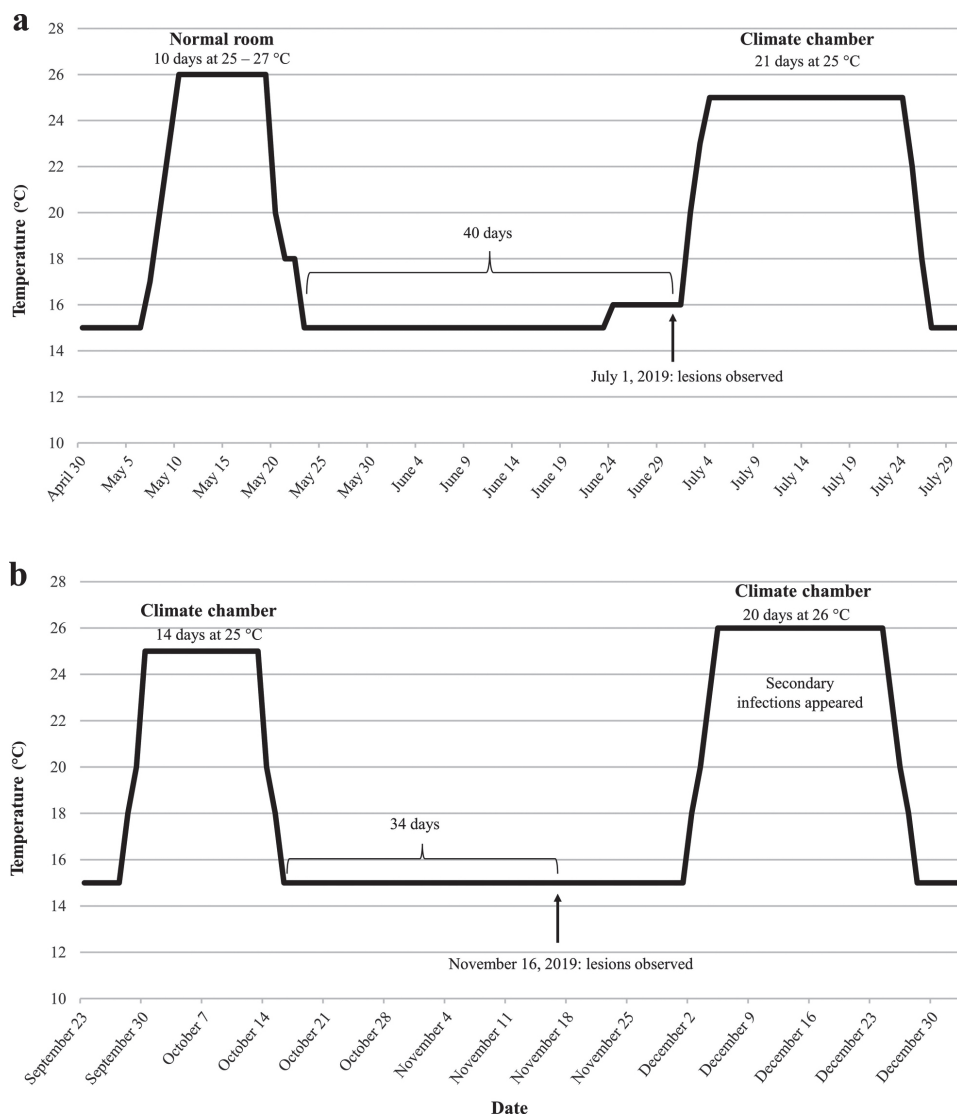 a
28
26
24
22
20
18
16
14
12
10
Temperature (°C)
Normal room
10 days at 25 – 27 °C
Climate chamber
21 days at 25 °C
40 days
July 1, 2019: lesions observed
April 30
May 5
May 10
May 15
May 20
May 25
May 30
June 4
June 9
June 14
June 19
June 24
June 29
July 4
July 9
July 14
July 19
July 24
July 29
b
28
26
24
22
20
18
16
14
12
10
Temperature (°C)
Climate chamber
14 days at 25 °C
Climate chamber
20 days at 26 °C
Secondary
infections appeared
34 days
November 16, 2019: lesions observed
September 23
September 30
October 7
October 14
October 21
October 28
November 4
November 11
November 18
November 25
December 2
December 9
December 16
December 23
December 30
Date